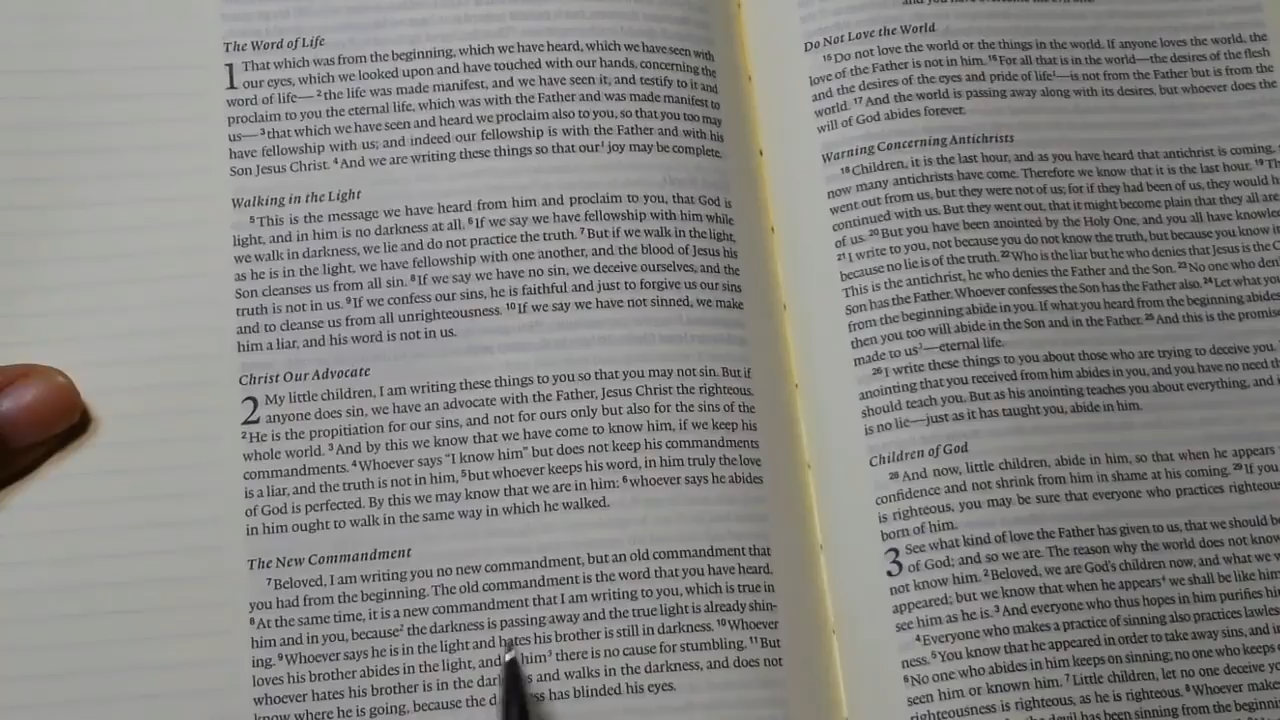 The Word of Life
1 That which was from the beginning, which we have heard, which we have seen with
our eyes, which we looked upon and have touched with our hands, concerning the
word of life— 2 the life was made manifest, and we have seen it, and testify to it and
proclaim to you the eternal life, which was with the Father and was made manifest to
us— 3 that which we have seen and heard we proclaim also to you, so that you too may
have fellowship with us; and indeed our fellowship is with the Father and with his
Son Jesus Christ. 4 And we are writing these things so that our¹ joy may be complete.
Walking in the Light
5 This is the message we have heard from him and proclaim to you, that God is
light, and in him is no darkness at all. 6 If we say we have fellowship with him while
we walk in darkness, we lie and do not practice the truth. 7 But if we walk in the light,
as he is in the light, we have fellowship with one another, and the blood of Jesus his
Son cleanses us from all sin. 8 If we say we have no sin, we deceive ourselves, and the
truth is not in us. 9 If we confess our sins, he is faithful and just to forgive us our sins
and to cleanse us from all unrighteousness. 10 If we say we have not sinned, we make
him a liar, and his word is not in us.
Christ Our Advocate
2 My little children, I am writing these things to you so that you may not sin. But if
anyone does sin, we have an advocate with the Father, Jesus Christ the righteous.
2 He is the propitiation for our sins, and not for ours only but also for the sins of the
whole world. 3 And by this we know that we have come to know him, if we keep his
commandments. 4 Whoever says “I know him” but does not keep his commandments
is a liar, and the truth is not in him, 5 but whoever keeps his word, in him truly the love
of God is perfected. By this we may know that we are in him: 6 whoever says he abides
in him ought to walk in the same way in which he walked.
The New Commandment
7 Beloved, I am writing you no new commandment, but an old commandment that
you had from the beginning. The old commandment is the word that you have heard.
8 At the same time, it is a new commandment that I am writing to you, which is true in
him and in you, because² the darkness is passing away and the true light is already shin-
ing. 9 Whoever says he is in the light and hates his brother is still in darkness. 10 Whoever
loves his brother abides in the light, and him³ there is no cause for stumbling. 11 But
whoever hates his brother is in the dar s and walks in the darkness, and does not
know where he is going, because the d ss has blinded his eyes.
Do Not Love the World
15 Do not love the world or the things in the world. If anyone loves the world, the
love of the Father is not in him. 16 For all that is in the world—the desires of the flesh
and the desires of the eyes and pride of life¹—is not from the Father but is from the
world. 17 And the world is passing away along with its desires, but whoever does the
will of God abides forever.
Warning Concerning Antichrists
18 Children, it is the last hour, and as you have heard that antichrist is coming,
now many antichrists have come. Therefore we know that it is the last hour. 19 Th
went out from us, but they were not of us; for if they had been of us, they would h
continued with us. But they went out, that it might become plain that they all are
of us. 20 But you have been anointed by the Holy One, and you all have knowle
21 I write to you, not because you do not know the truth, but because you know it
because no lie is of the truth. 22 Who is the liar but he who denies that Jesus is the C
This is the antichrist, he who denies the Father and the Son. 23 No one who den
Son has the Father. Whoever confesses the Son has the Father also. 24 Let what yo
from the beginning abide in you. If what you heard from the beginning abides
then you too will abide in the Son and in the Father. 25 And this is the promise
made to us²—eternal life.
26 I write these things to you about those who are trying to deceive you.
anointing that you received from him abides in you, and you have no need th
should teach you. But as his anointing teaches you about everything, and i
is no lie—just as it has taught you, abide in him.
Children of God
28 And now, little children, abide in him, so that when he appears
confidence and not shrink from him in shame at his coming. 29 If you
is righteous, you may be sure that everyone who practices righteous
born of him.
3 See what kind of love the Father has given to us, that we should be
of God; and so we are. The reason why the world does not know
not know him. 2 Beloved, we are God's children now, and what we w
appeared; but we know that when he appears⁴ we shall be like him
see him as he is. 3 And everyone who thus hopes in him purifies him
4 Everyone who makes a practice of sinning also practices lawles
ness. 5 You know that he appeared in order to take away sins, and in
6 No one who abides in him keeps on sinning; no one who keeps o
seen him or known him. 7 Little children, let no one deceive yo
righteousness is righteous, as he is righteous. 8 Whoever makes
devil has been sinning from the beginnin